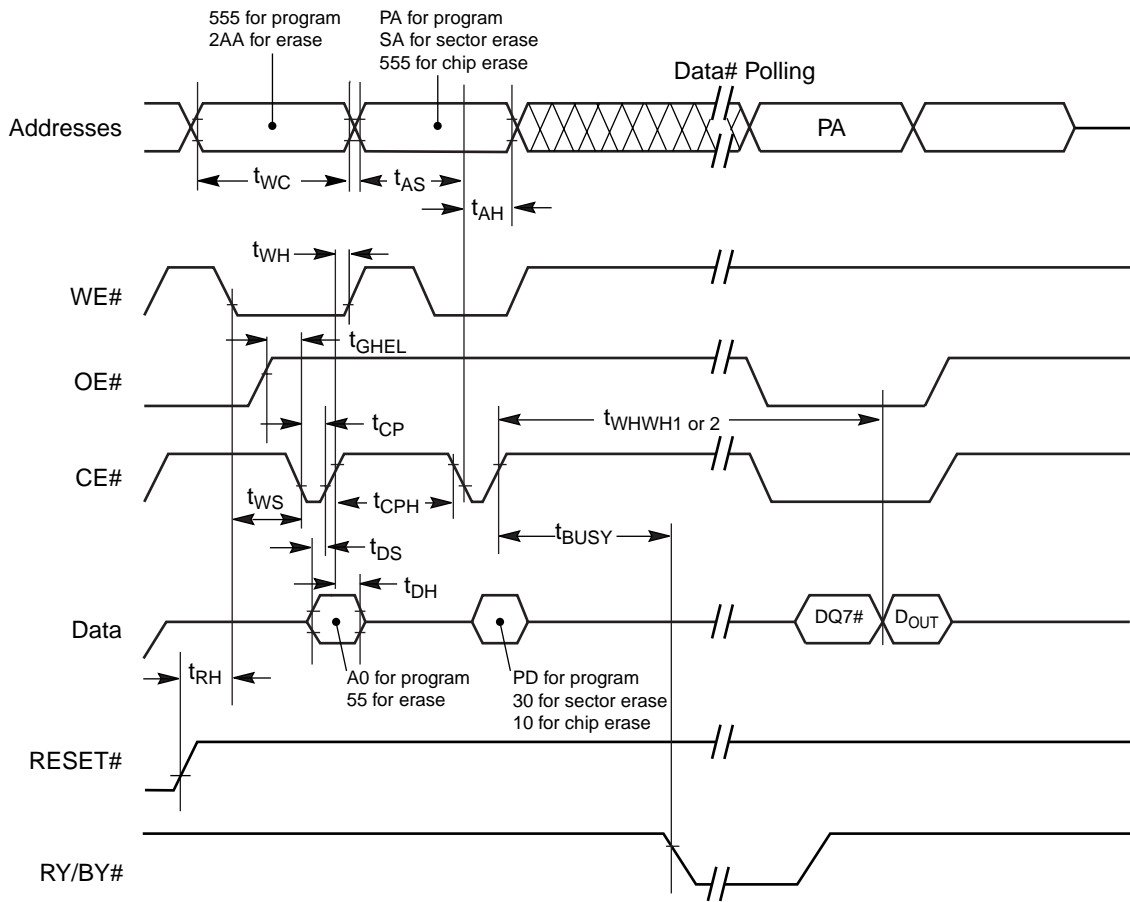 555 for program
2AA for erase
PA for program
SA for sector erase
555 for chip erase
Data# Polling
Addresses
PA
tWC
tAS
tAH
tWH
WE#
tGHEL
OE#
tCP
tWHWH1 or 2
CE#
tWS
tCPH
tBUSY
tDS
tDH
Data
DQ7#
DOUT
tRH
A0 for program
55 for erase
PD for program
30 for sector erase
10 for chip erase
RESET#
RY/BY#